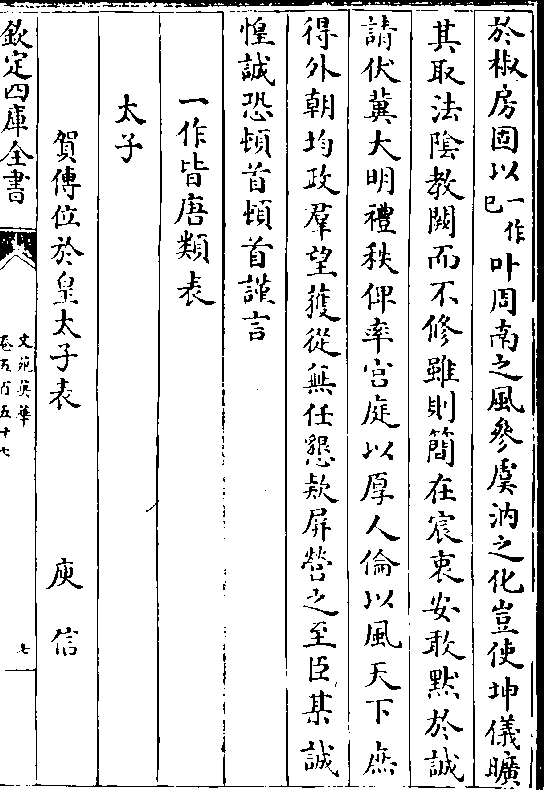 於椒房固以一作已叶周南之風參虞汭之化豈使坤儀曠
其取法陰教闕而不修雖則簡在宸衷安敢默於誠
請伏冀大明禮秩俾率宫庭以厚人倫以風天下庶
得外朝均政羣望獲從無任懇欵屏營之至臣某誠
惶誠恐頓首頓首謹言
一作皆唐類表
太子
賀傳位於皇太子表 庾信
欽定四庫全書
文苑英華
卷五百五十七
七